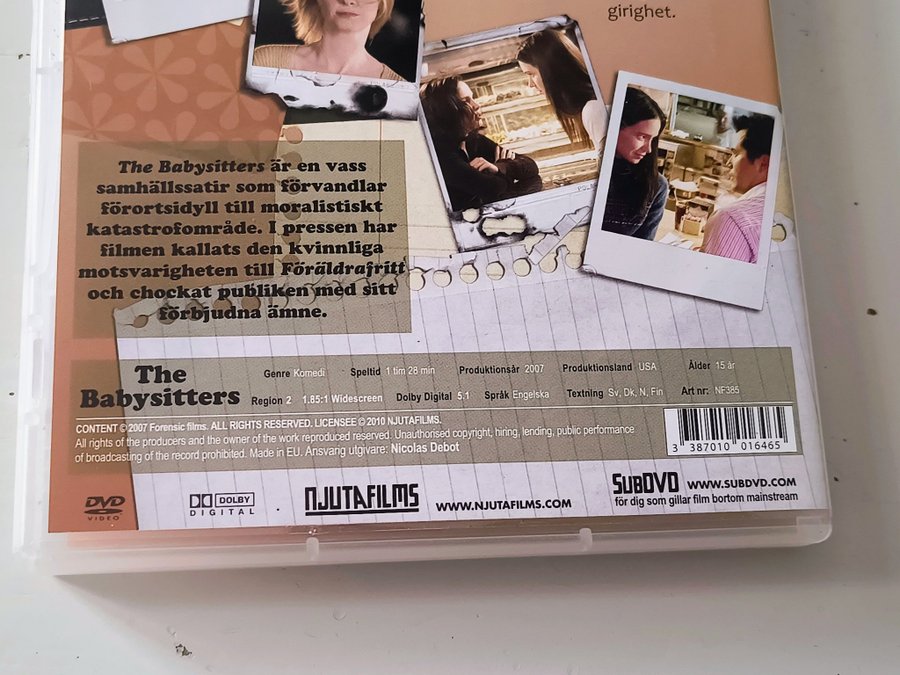 girighet.
The Babysitters är en vass
samhällssatir som förvandlar
förortsidyll till moralistiskt
katastrofområde. I pressen har
filmen kallats den kvinnliga
motsvarigheten till Föräldrafritt
och chockat publiken med sitt
förbjudna ämne.
The
Babysitters
Genre Komedi Speltid 1 tim 28 min Produktionsår 2007 Produktionsland USA Ålder 15 år
Region 2 1.85:1 Widescreen Dolby Digital 5.1 Språk Engelska Textning Sv, Dk, N, Fin Art nr: NF385
CONTENT © 2007 Forensic films. ALL RIGHTS RESERVED. LICENSEE © 2010 NJUTAFILMS.
All rights of the producers and the owner of the work reproduced reserved. Unauthorised copyright, hiring, lending, public performance
of broadcasting of the record prohibited. Made in EU. Ansvang utgivare: Nicolas Debot
3 387010 016465
DVD
VIDEO
DOLBY
DIGITAL
NJUTAFILMS
WWW.NJUTAFILMS.COM
SUBDVD WWW.SUBDVD.COM
för dig som gillar film bortom mainstream